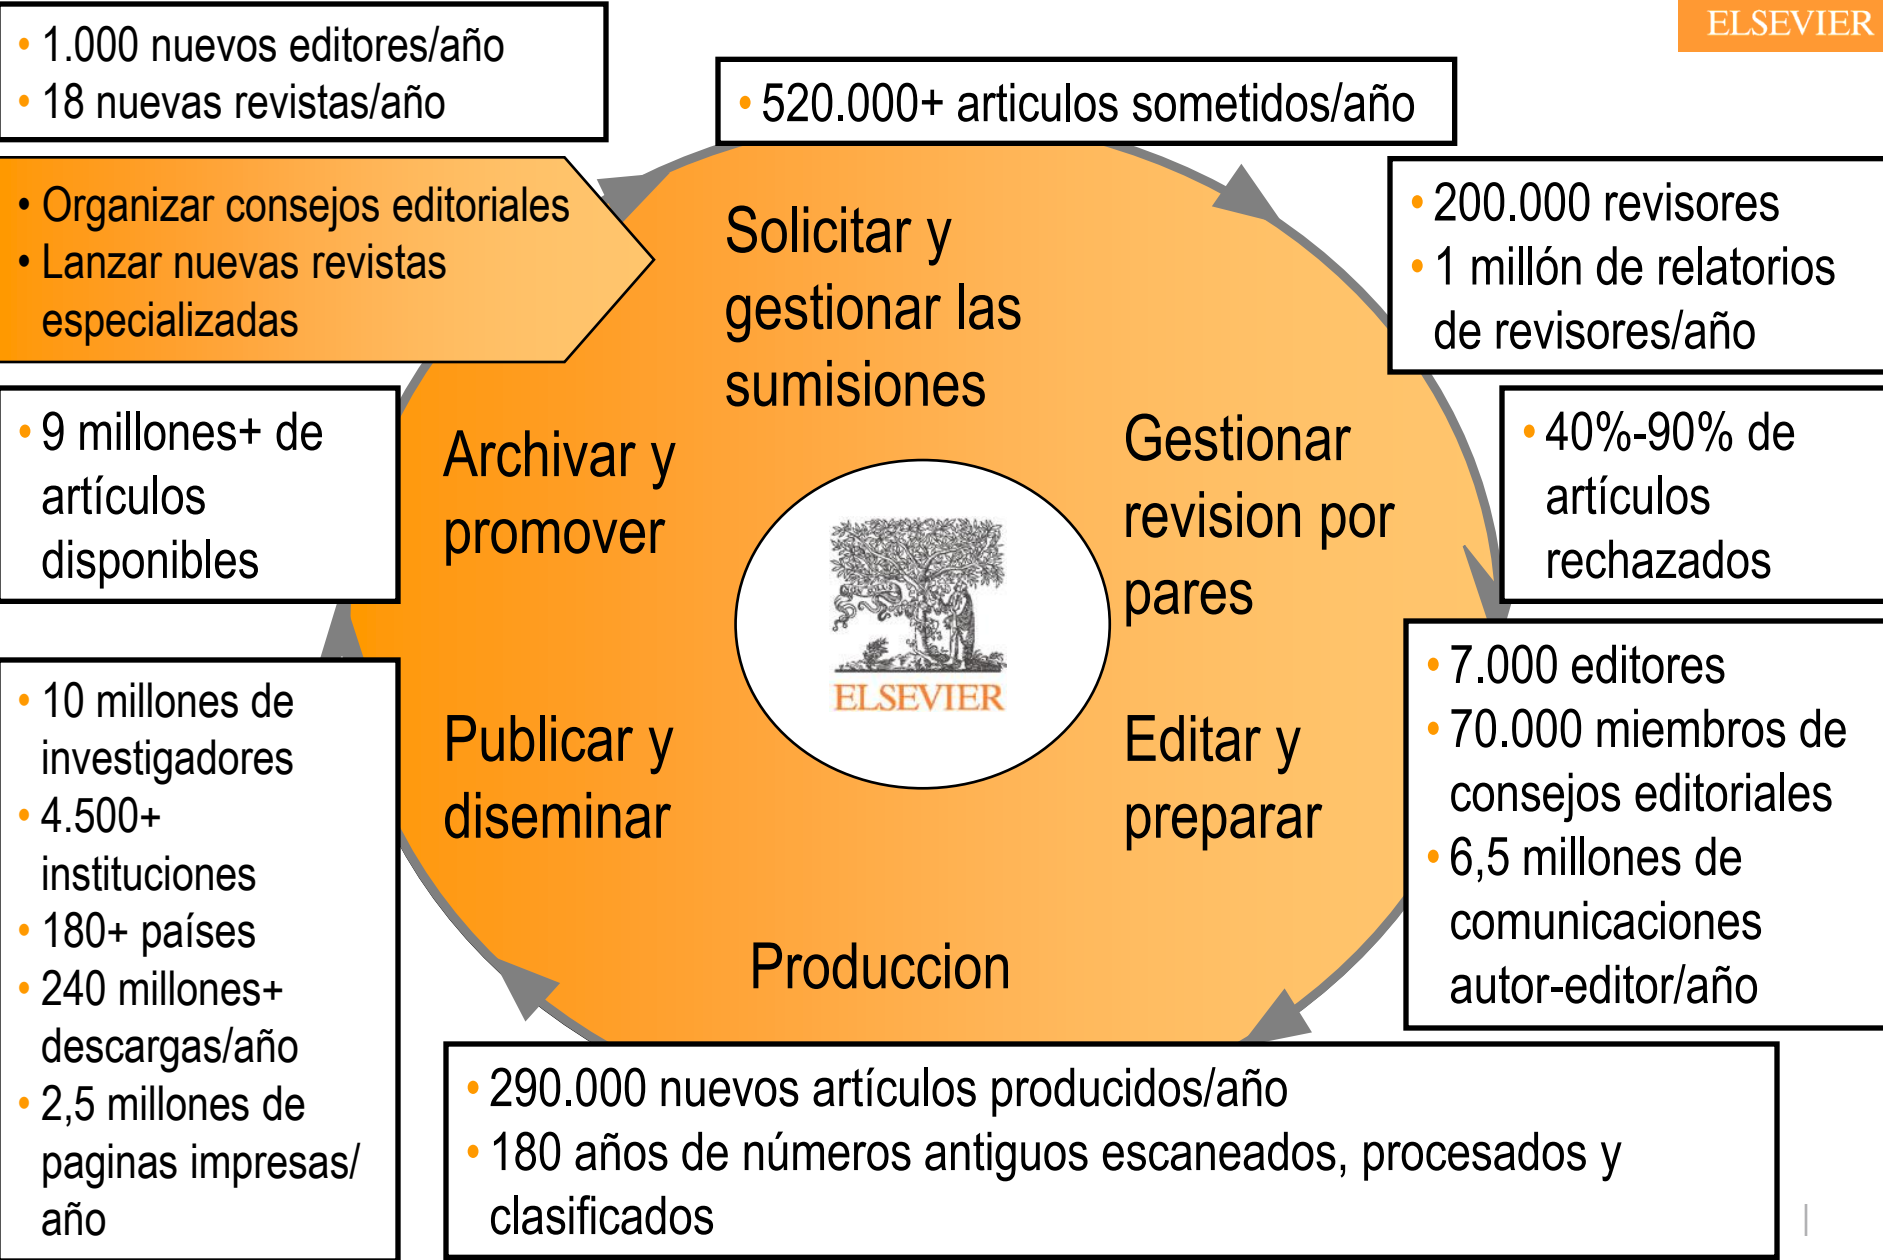 ELSEVIER
• 1.000 nuevos editores/año
• 18 nuevas revistas/año
• 520.000+ articulos sometidos/año
• Organizar consejos editoriales
• Lanzar nuevas revistas
especializadas
Solicitar y
gestionar las
sumisiones
• 200.000 revisores
• 1 millón de relatorios
de revisores/año
• 9 millones+ de
artículos
disponibles
Archivar y
promover
Gestionar
revision por
pares
• 40%-90% de
artículos
rechazados
ELSEVIER
• 10 millones de
investigadores
• 4.500+
instituciones
• 180+ países
• 240 millones+
descargas/año
• 2,5 millones de
paginas impresas/
año
Publicar y
diseminar
Editar y
preparar
• 7.000 editores
• 70.000 miembros de
consejos editoriales
• 6,5 millones de
comunicaciones
autor-editor/año
Produccion
• 290.000 nuevos artículos producidos/año
• 180 años de números antiguos escaneados, procesados y
clasificados